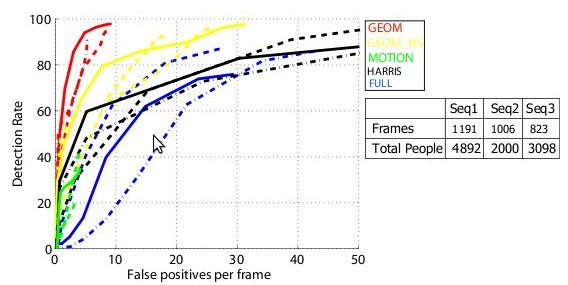 100
80
60
40
20
0
0 10 20 30 40 50
Detection Rate
False positives per frame
GEOM
GEOM_NS
MOTION
HARRIS
FULL
Seq1 Seq2 Seq3
Frames 1191 1006 823
Total People 4892 2000 3098